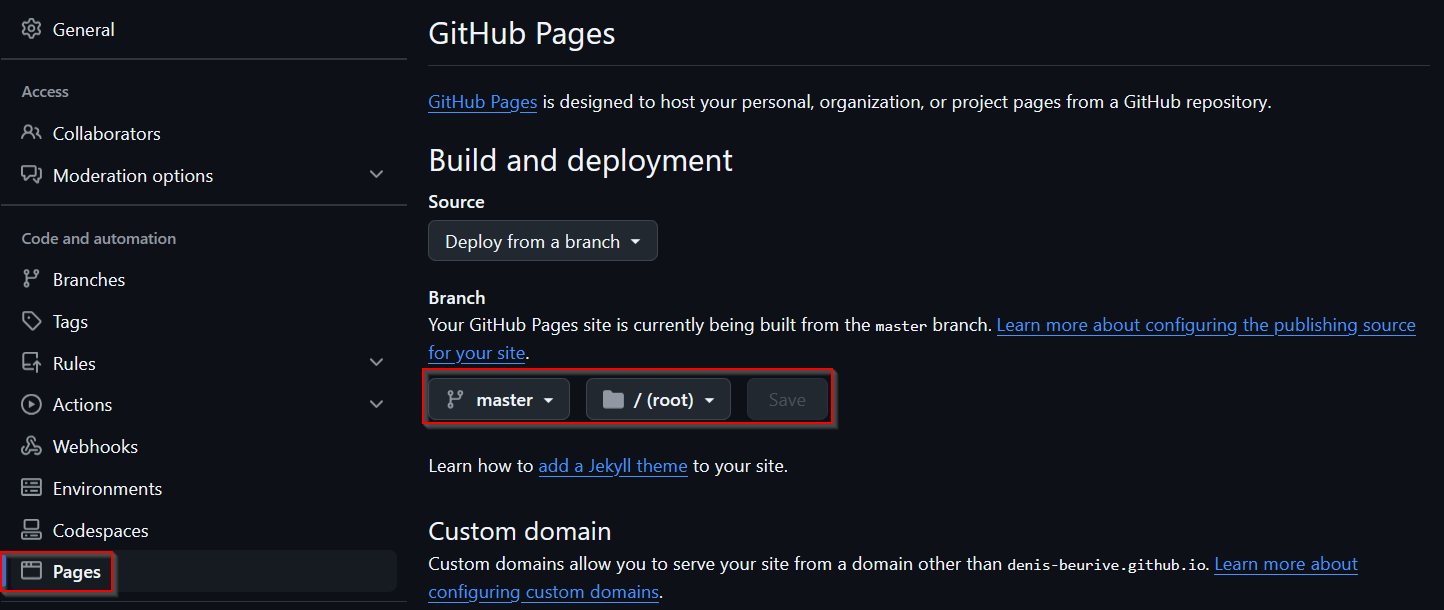 General
Access
Collaborators
Moderation options
Code and automation
Branches
Tags
Rules
Actions
Webhooks
Environments
Codespaces
Pages
GitHub Pages
GitHub Pages is designed to host your personal, organization, or project pages from a GitHub repository.
Build and deployment
Source
Deploy from a branch
Branch
Your GitHub Pages site is currently being built from the master branch. Learn more about configuring the publishing source
for your site.
master / (root) Save
Learn how to add a Jekyll theme to your site.
Custom domain
Custom domains allow you to serve your site from a domain other than denis-beurive.github.io. Learn more about
configuring custom domains.